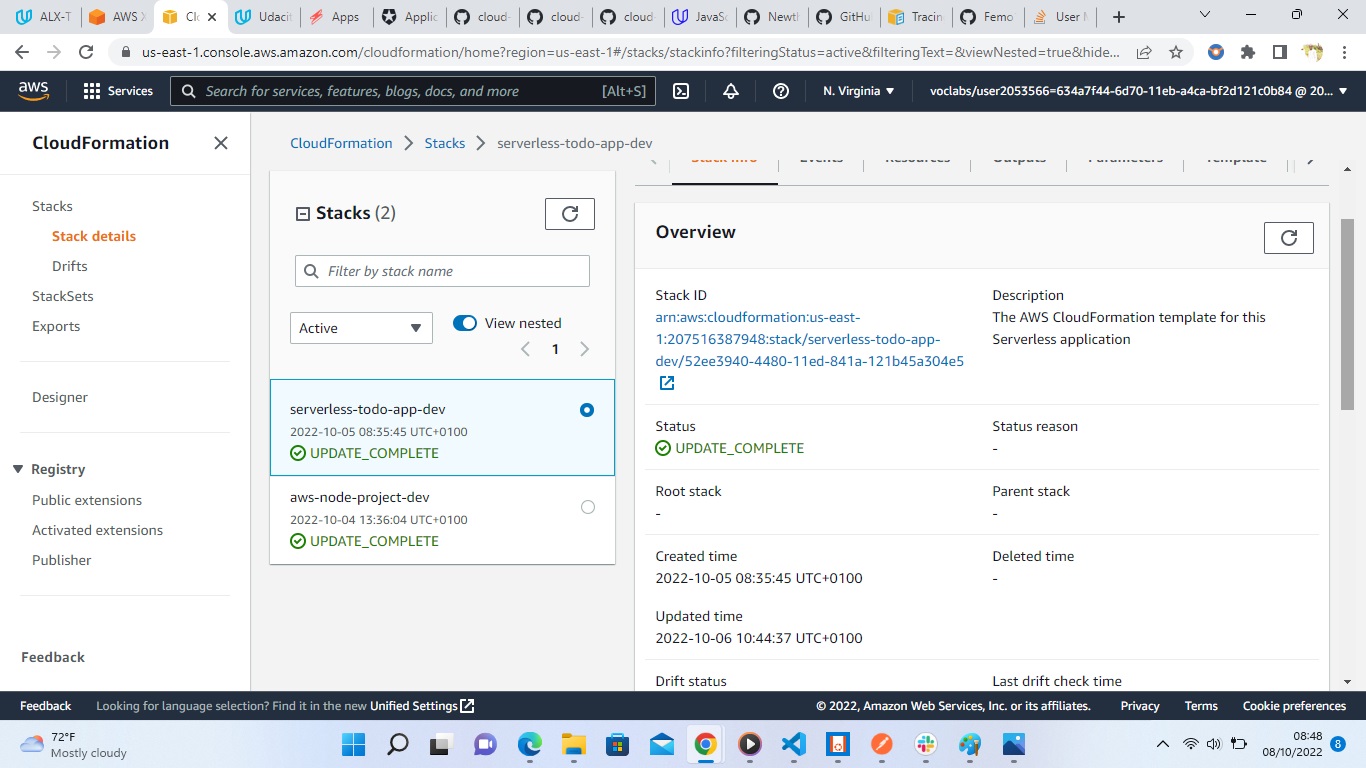 ALX-T
AWS X
Clo
Udacit
Apps
Applic
cloud-
cloud-
cloud-
JavaSc
Newth
GitHu
Tracin
Femo
User M
us-east-1.console.aws.amazon.com/cloudformation/home?region=us-east-1#/stacks/stackinfo?filteringStatus=active&filteringText=&viewNested=true&hide...
aws
Services
Search for services, features, blogs, docs, and more [Alt+S]
N. Virginia
voclabs/user2053566=634a7f44-6d70-11eb-a4ca-bf2d121c0b84 @ 20...
CloudFormation
Stacks
Stack details
Drifts
StackSets
Exports
Designer
Registry
Public extensions
Activated extensions
Publisher
Feedback
CloudFormation
Stacks
serverless-todo-app-dev
Stacks (2)
Filter by stack name
Active
View nested
1
serverless-todo-app-dev
2022-10-05 08:35:45 UTC+0100
UPDATE_COMPLETE
aws-node-project-dev
2022-10-04 13:36:04 UTC+0100
UPDATE_COMPLETE
Stack info
Events
Resources
Outputs
Parameters
Template
Overview
Stack ID
arn:aws:cloudformation:us-east-
1:207516387948:stack/serverless-todo-app-
dev/52ee3940-4480-11ed-841a-121b45a304e5
Description
The AWS CloudFormation template for this
Serverless application
Status
UPDATE_COMPLETE
Status reason
-
Root stack
-
Parent stack
-
Created time
2022-10-05 08:35:45 UTC+0100
Deleted time
-
Updated time
2022-10-06 10:44:37 UTC+0100
Drift status
Last drift check time
Feedback
Looking for language selection? Find it in the new Unified Settings
© 2022, Amazon Web Services, Inc. or its affiliates.
Privacy
Terms
Cookie preferences
72°F
Mostly cloudy
08:48
08/10/2022
8